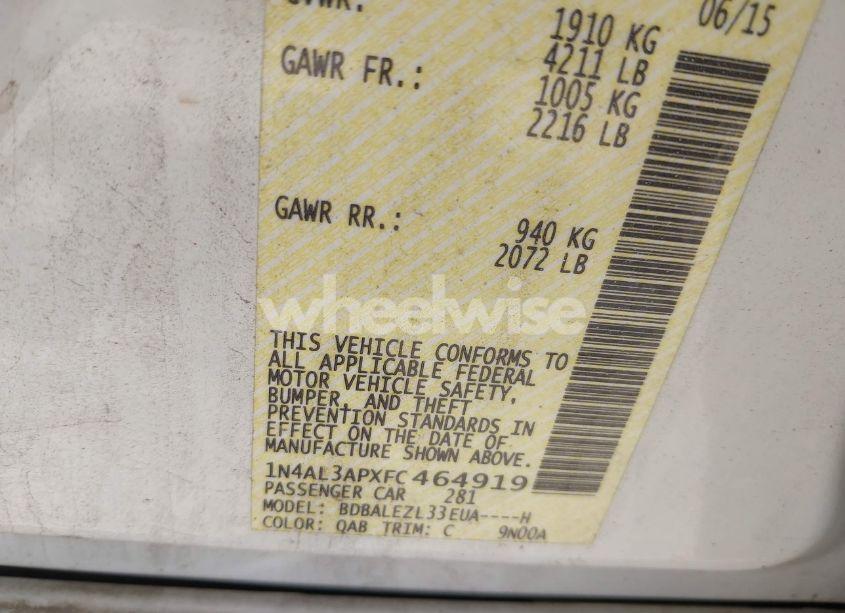 GVWR:
06/15
1910 KG
4211 LB
GAWR FR.:
1005 KG
2216 LB
GAWR RR.:
940 KG
2072 LB
wheelwise
THIS VEHICLE CONFORMS TO
ALL APPLICABLE FEDERAL
MOTOR VEHICLE SAFETY,
BUMPER, AND THEFT
PREVENTION STANDARDS IN
EFFECT ON THE DATE OF
MANUFACTURE SHOWN ABOVE.
1N4AL3APXFC464919
PASSENGER CAR 281
MODEL: BDBALEZL33EUA----H
COLOR: QAB TRIM: C 9N00A